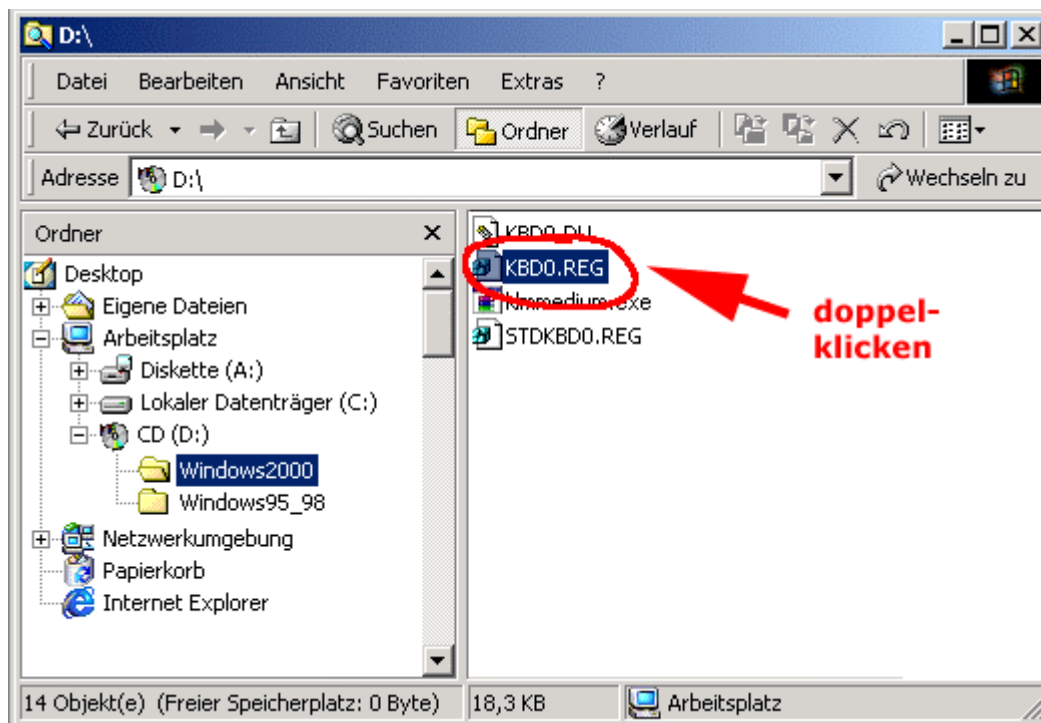 D:\
Datei Bearbeiten Ansicht Favoriten Extras ?
Zurück Suchen Ordner Verlauf
Adresse D:\ Wechseln zu
Ordner
Desktop
Eigene Dateien
Arbeitsplatz
Diskette (A:)
Lokaler Datenträger (C:)
CD (D:)
Windows2000
Windows95_98
Netzwerkumgebung
Papierkorb
Internet Explorer
KBD0.REG
STDKBD0.REG
doppel-
klicken
14 Objekt(e) (Freier Speicherplatz: 0 Byte) 18,3 KB Arbeitsplatz